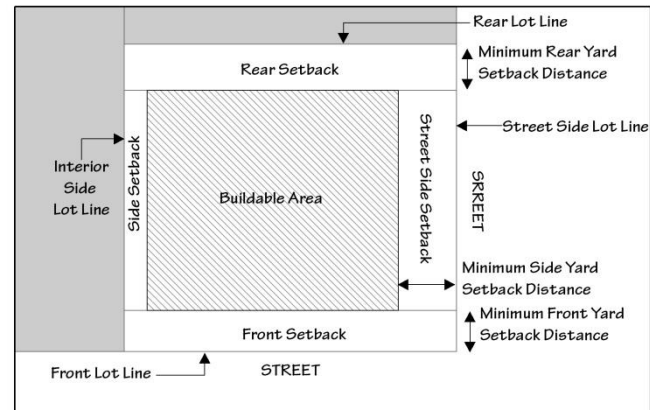 Rear Lot Line
Minimum Rear Yard
Setback Distance
Rear Setback
Street Side Lot Line
Interior
Side
Lot Line
Side Setback
Buildable Area
Street Side Setback
SRREET
Minimum Side Yard
Setback Distance
Minimum Front Yard
Setback Distance
Front Setback
Front Lot Line
STREET